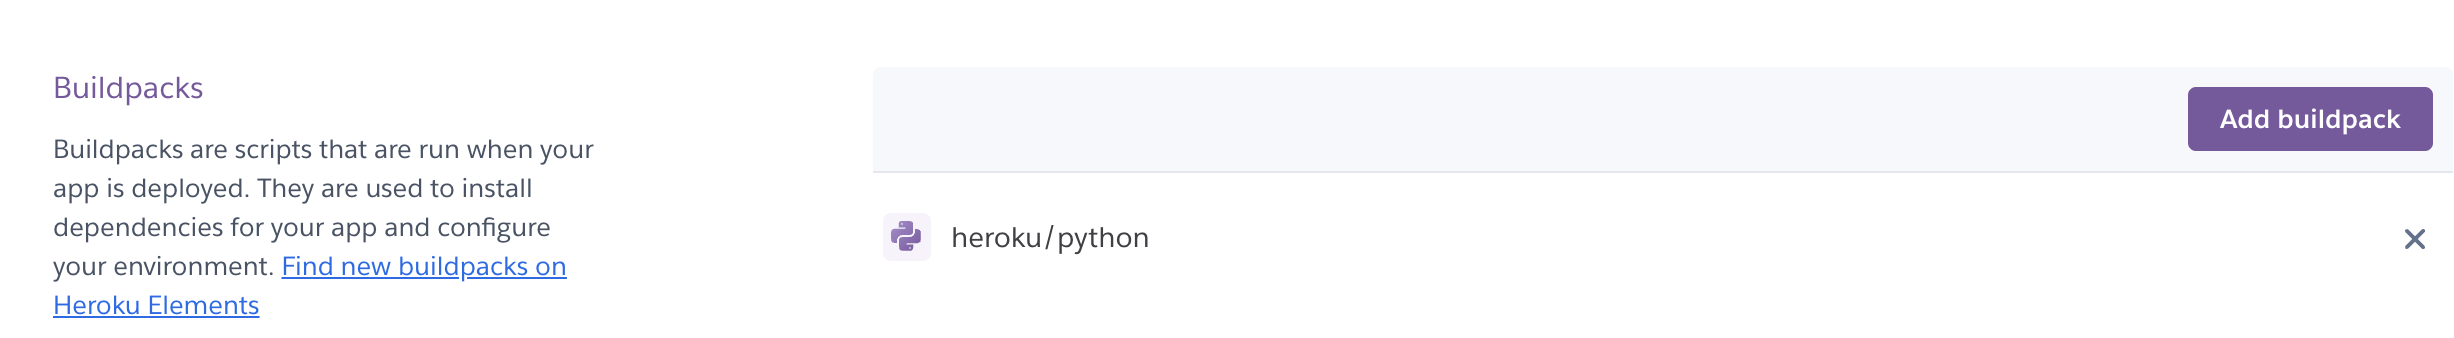 Buildpacks
Buildpacks are scripts that are run when your
app is deployed. They are used to install
dependencies for your app and configure
your environment. Find new buildpacks on
Heroku Elements
Add buildpack
heroku/python